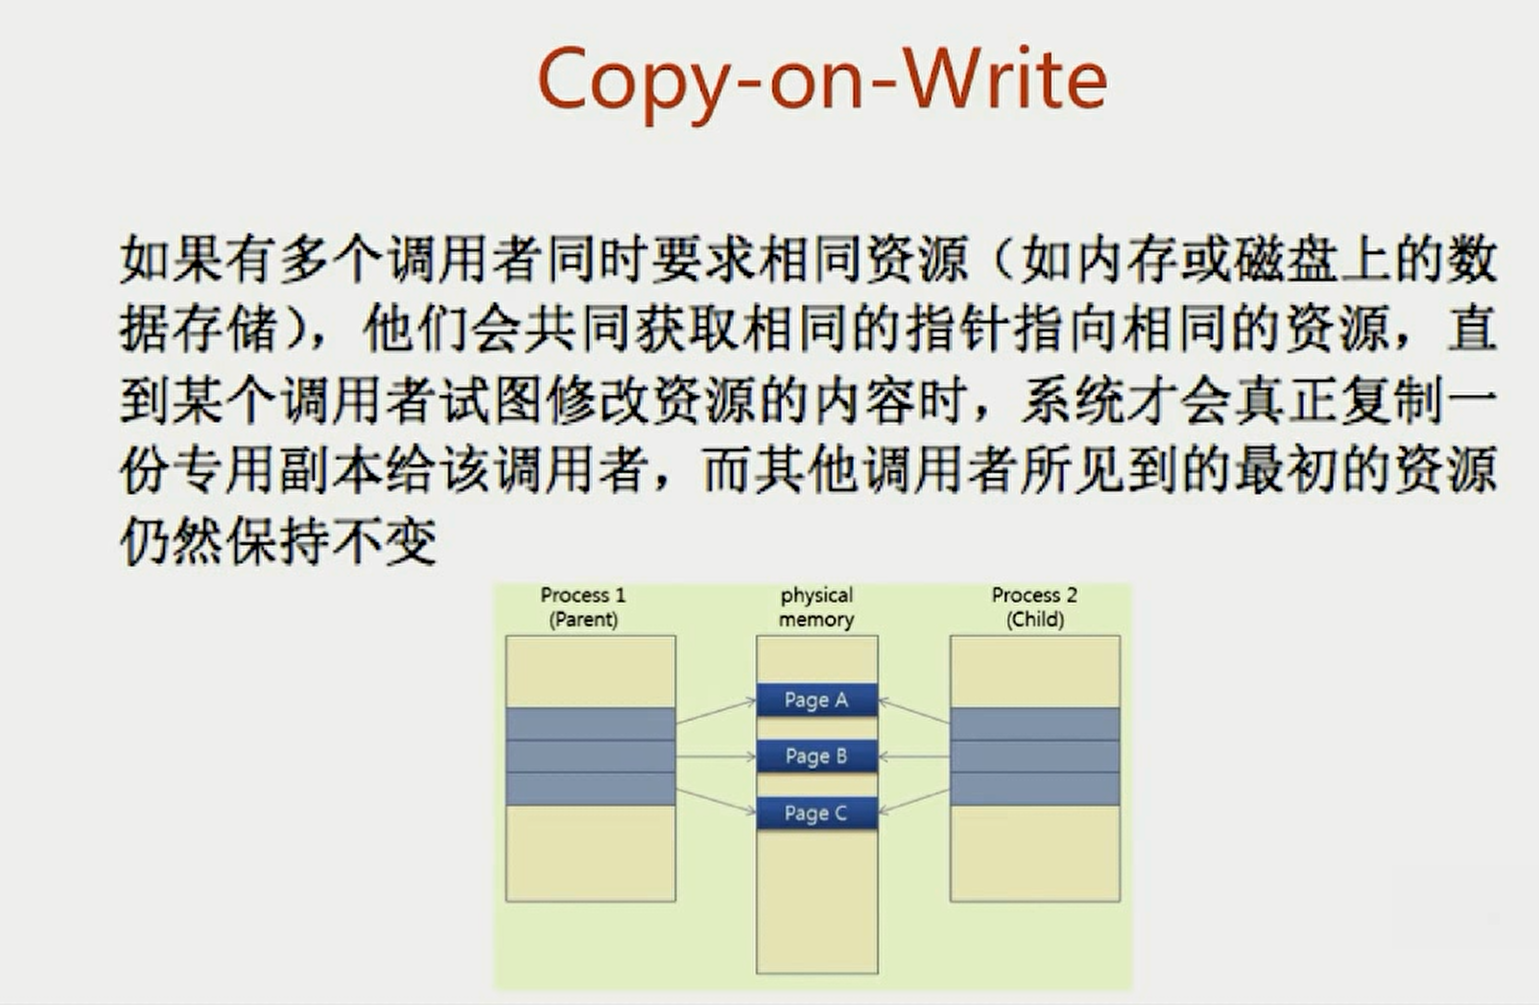 Copy-on-Write
如果有多个调用者同时要求相同资源（如内存或磁盘上的数
据存储），他们会共同获取相同的指针指向相同的资源，直
到某个调用者试图修改资源的内容时，系统才会真正复制一
份专用副本给该调用者，而其他调用者所见到的最初的资源
仍然保持不变
Process 1
(Parent)
physical
memory
Process 2
(Child)
Page A
Page B
Page C